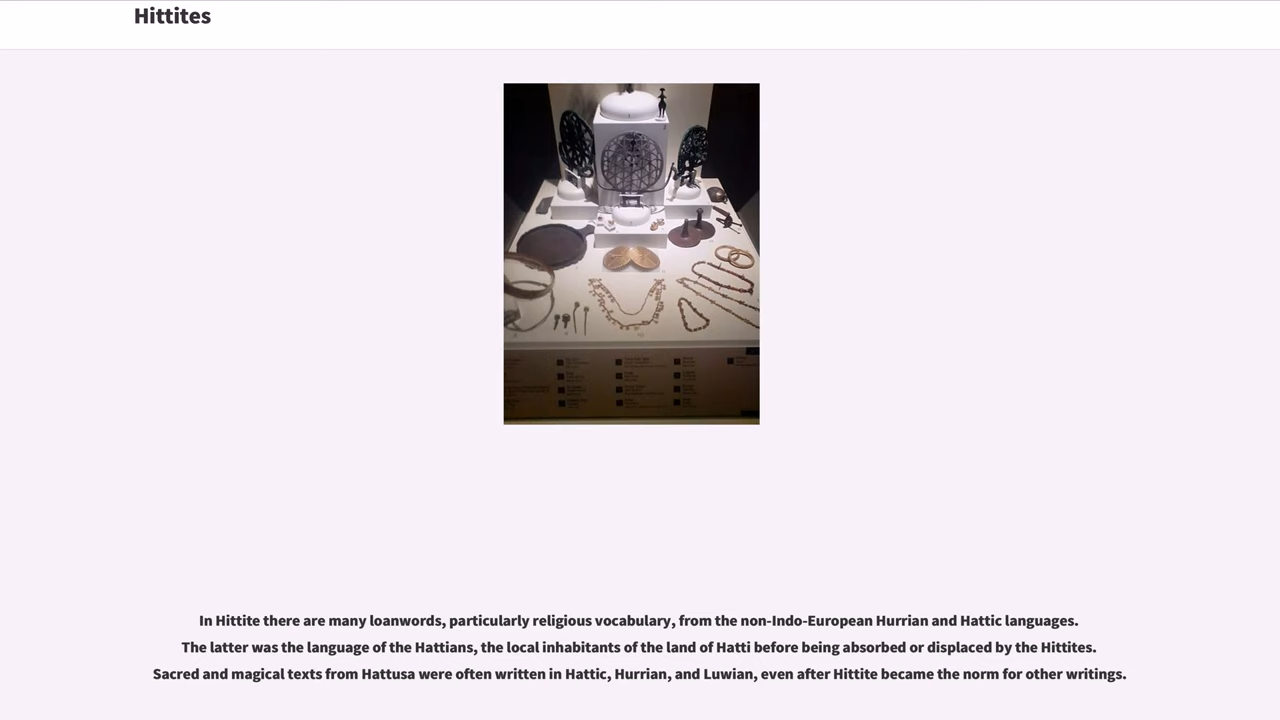 Hittites
In Hittite there are many loanwords, particularly religious vocabulary, from the non-Indo-European Hurrian and Hattic languages.
The latter was the language of the Hattians, the local inhabitants of the land of Hatti before being absorbed or displaced by the Hittites.
Sacred and magical texts from Hattusa were often written in Hattic, Hurrian, and Luwian, even after Hittite became the norm for other writings.